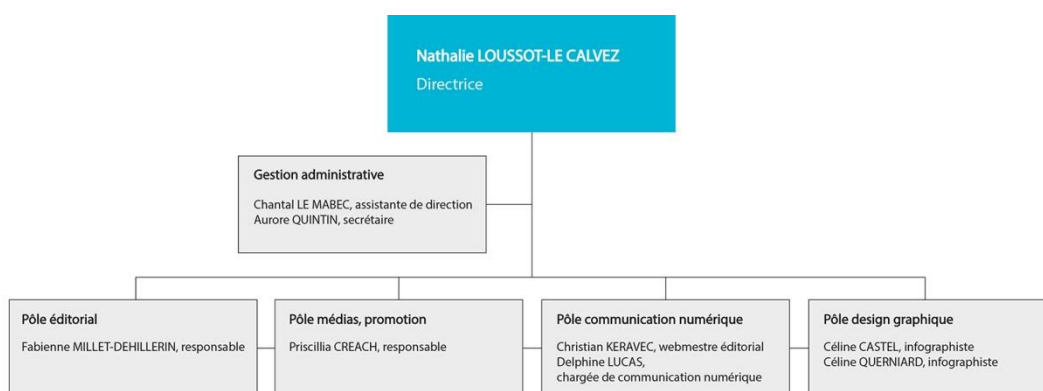 Nathalie LOUSSOT-LE CALVEZ
Directrice
Gestion administrative
Chantal LE MABEC, assistante de direction
Aurore QUINTIN, secrétaire
Pôle éditorial
Fabienne MILLET-DEHILLERIN, responsable
Pôle médias, promotion
Priscillia CREACH, responsable
Pôle communication numérique
Christian KERAVEC, webmestre éditorial
Delphine LUCAS,
chargée de communication numérique
Pôle design graphique
Céline CASTEL, infographiste
Céline QUERNIARD, infographiste